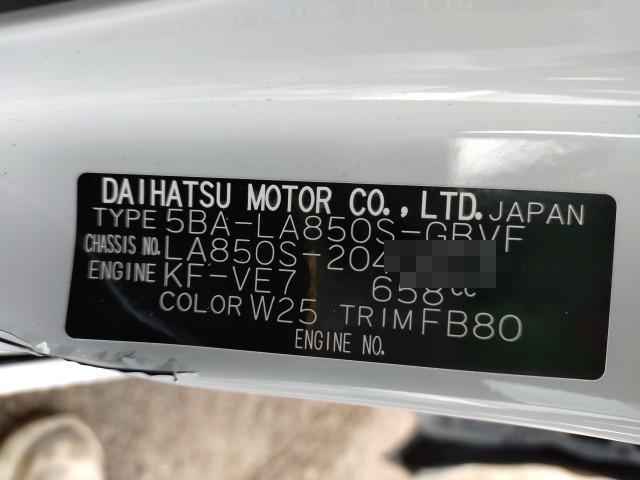 DAIHATSU MOTOR CO., LTD. JAPAN
TYPE 5BA-LA850S-GBVF
CHASSIS NO. LA850S-204
ENGINE KF-VE7 658cc
COLOR W25 TRIM FB80
ENGINE NO.